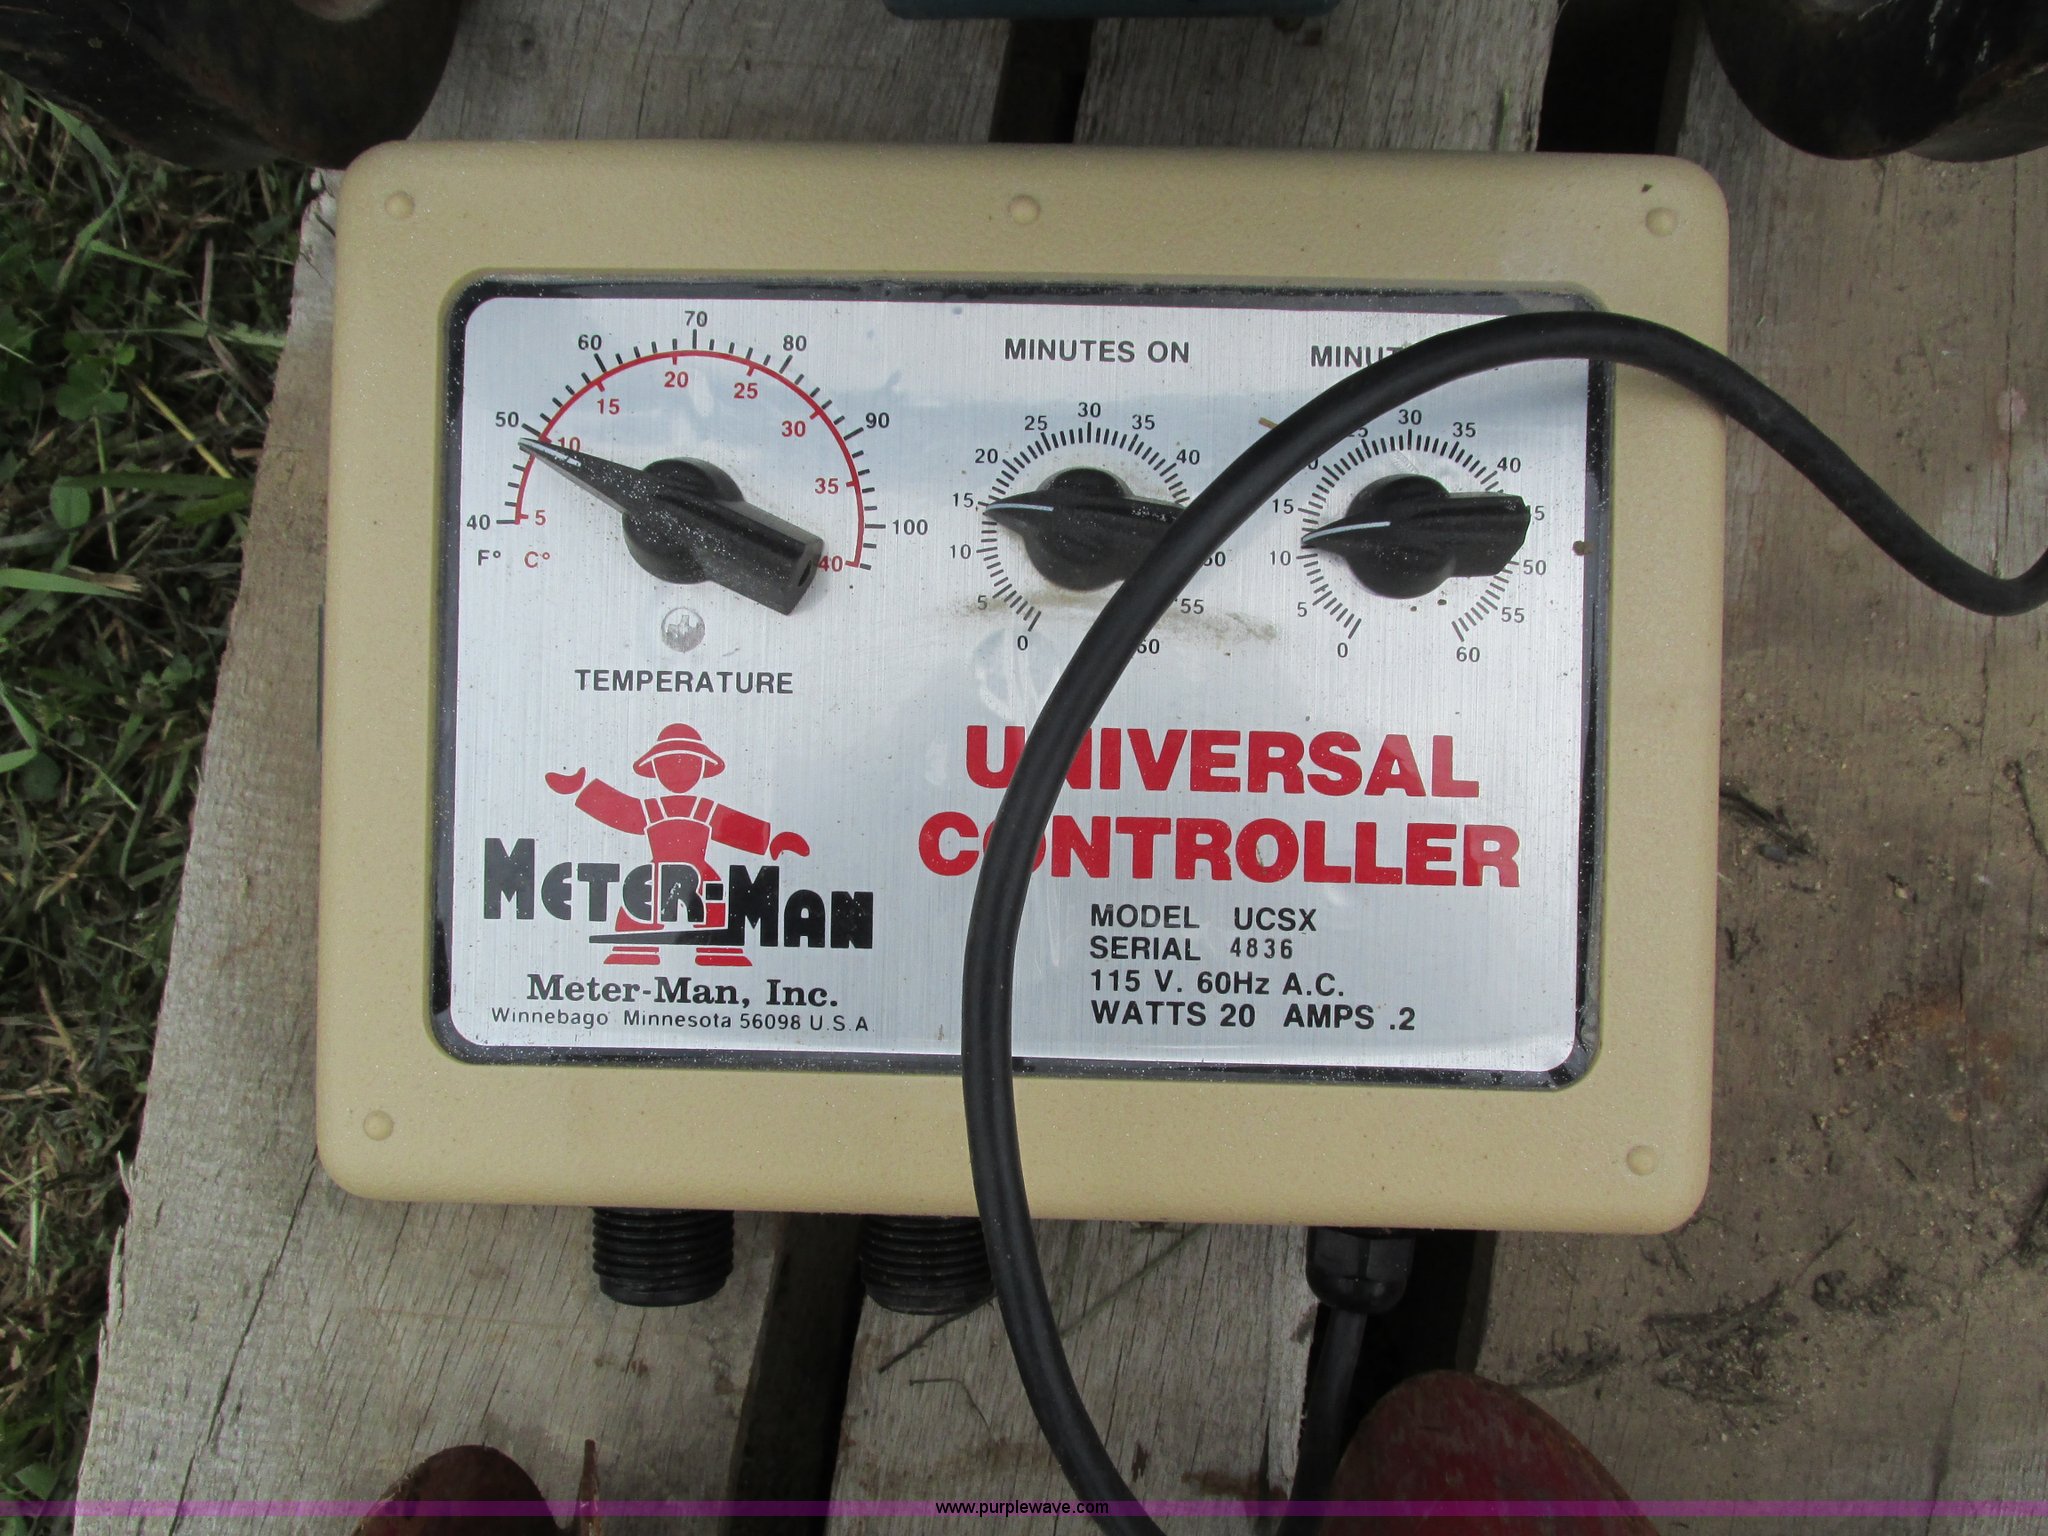 70
60
80
50
90
40
100
F°
C°
5
10
15
20
25
30
35
40
TEMPERATURE
MINUTES ON
0
5
10
15
20
25
30
35
40
55
0
5
10
15
30
35
40
50
55
60
METER-MAN
Meter-Man, Inc.
Winnebago Minnesota 56098 U.S.A.
UNIVERSAL
CONTROLLER
MODEL UCSX
SERIAL 4836
115 V. 60Hz A.C.
WATTS 20 AMPS .2
www.purplewave.com